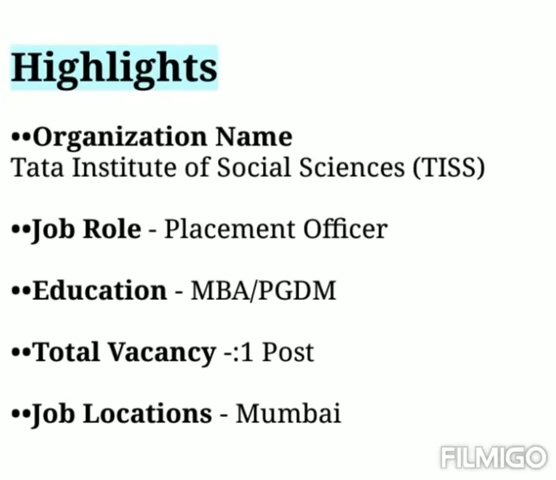 Highlights
••Organization Name
Tata Institute of Social Sciences (TISS)
••Job Role - Placement Officer
••Education - MBA/PGDM
••Total Vacancy -:1 Post
••Job Locations - Mumbai
FILMIGO